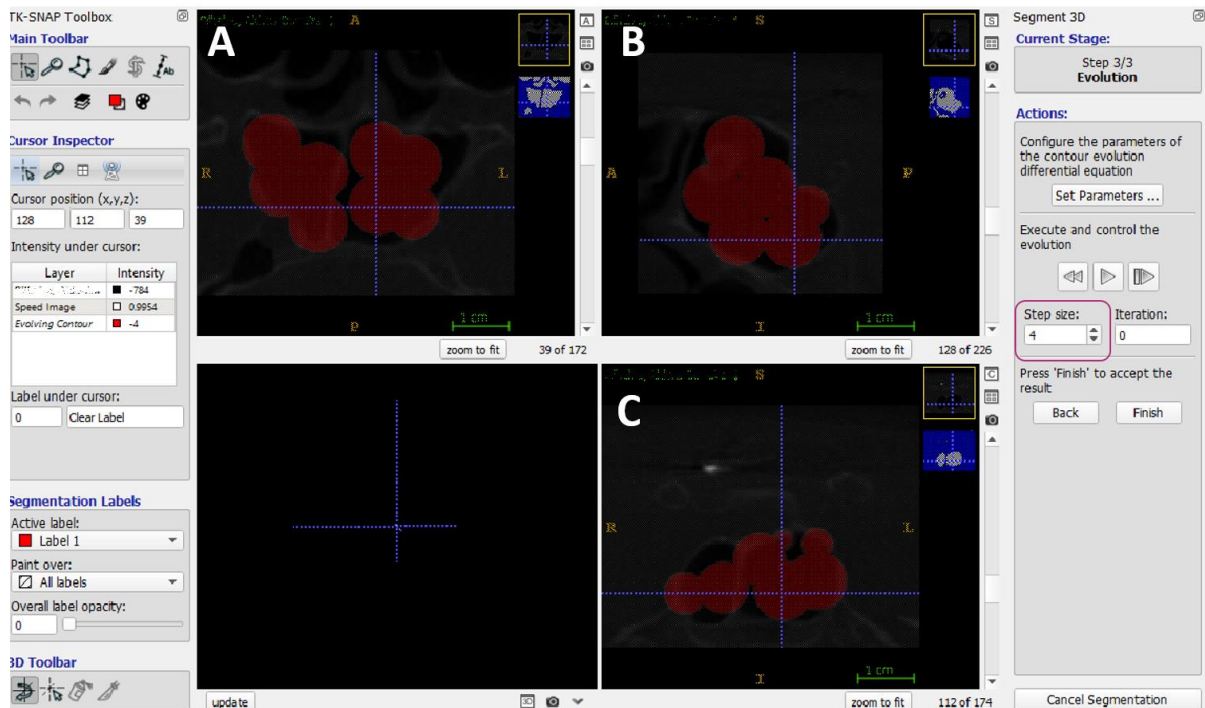 TK-SNAP Toolbox
Main Toolbar
Ab
Cursor Inspector
Cursor position (x,y,z):
128 112 39
Intensity under cursor:
Layer Intensity
-784
Speed Image 0.9954
Evolving Contour -4
Label under cursor:
0 Clear Label
Segmentation Labels
Active label:
Label 1
Paint over:
All labels
Overall label opacity:
0
3D Toolbar
A
A
R
L
P
1 cm
A
zoom to fit 39 of 172
B
S
A
P
I
1 cm
S
zoom to fit 128 of 226
update
3D
C
S
R
L
I
1 cm
C
zoom to fit 112 of 174
Segment 3D
Current Stage:
Step 3/3
Evolution
Actions:
Configure the parameters of
the contour evolution
differential equation
Set Parameters ...
Execute and control the
evolution
Step size: Iteration:
4 0
Press 'Finish' to accept the
result
Back Finish
Cancel Segmentation